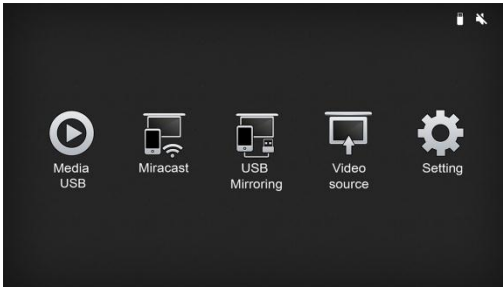 Media
USB
Miracast
USB
Mirroring
Video
source
Setting